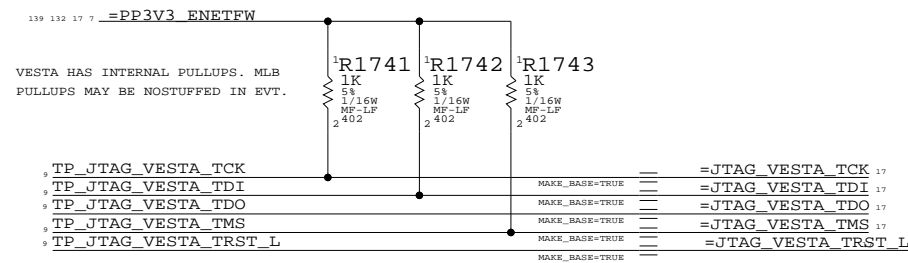 139 132 17 7 =PP3V3_ENETFW
VESTA HAS INTERNAL PULLUPS. MLB
PULLUPS MAY BE NOSTUFFED IN EVT.
1 R1741
1K
5%
1/16W
MF-LF
2 402
1 R1742
1K
5%
1/16W
MF-LF
2 402
1 R1743
1K
5%
1/16W
MF-LF
2 402
9 TP_JTAG_VESTA_TCK =JTAG_VESTA_TCK 17
MAKE_BASE=TRUE
9 TP_JTAG_VESTA_TDI =JTAG_VESTA_TDI 17
MAKE_BASE=TRUE
9 TP_JTAG_VESTA_TDO =JTAG_VESTA_TDO 17
MAKE_BASE=TRUE
9 TP_JTAG_VESTA_TMS =JTAG_VESTA_TMS 17
MAKE_BASE=TRUE
9 TP_JTAG_VESTA_TRST_L =JTAG_VESTA_TRST_L
MAKE_BASE=TRUE